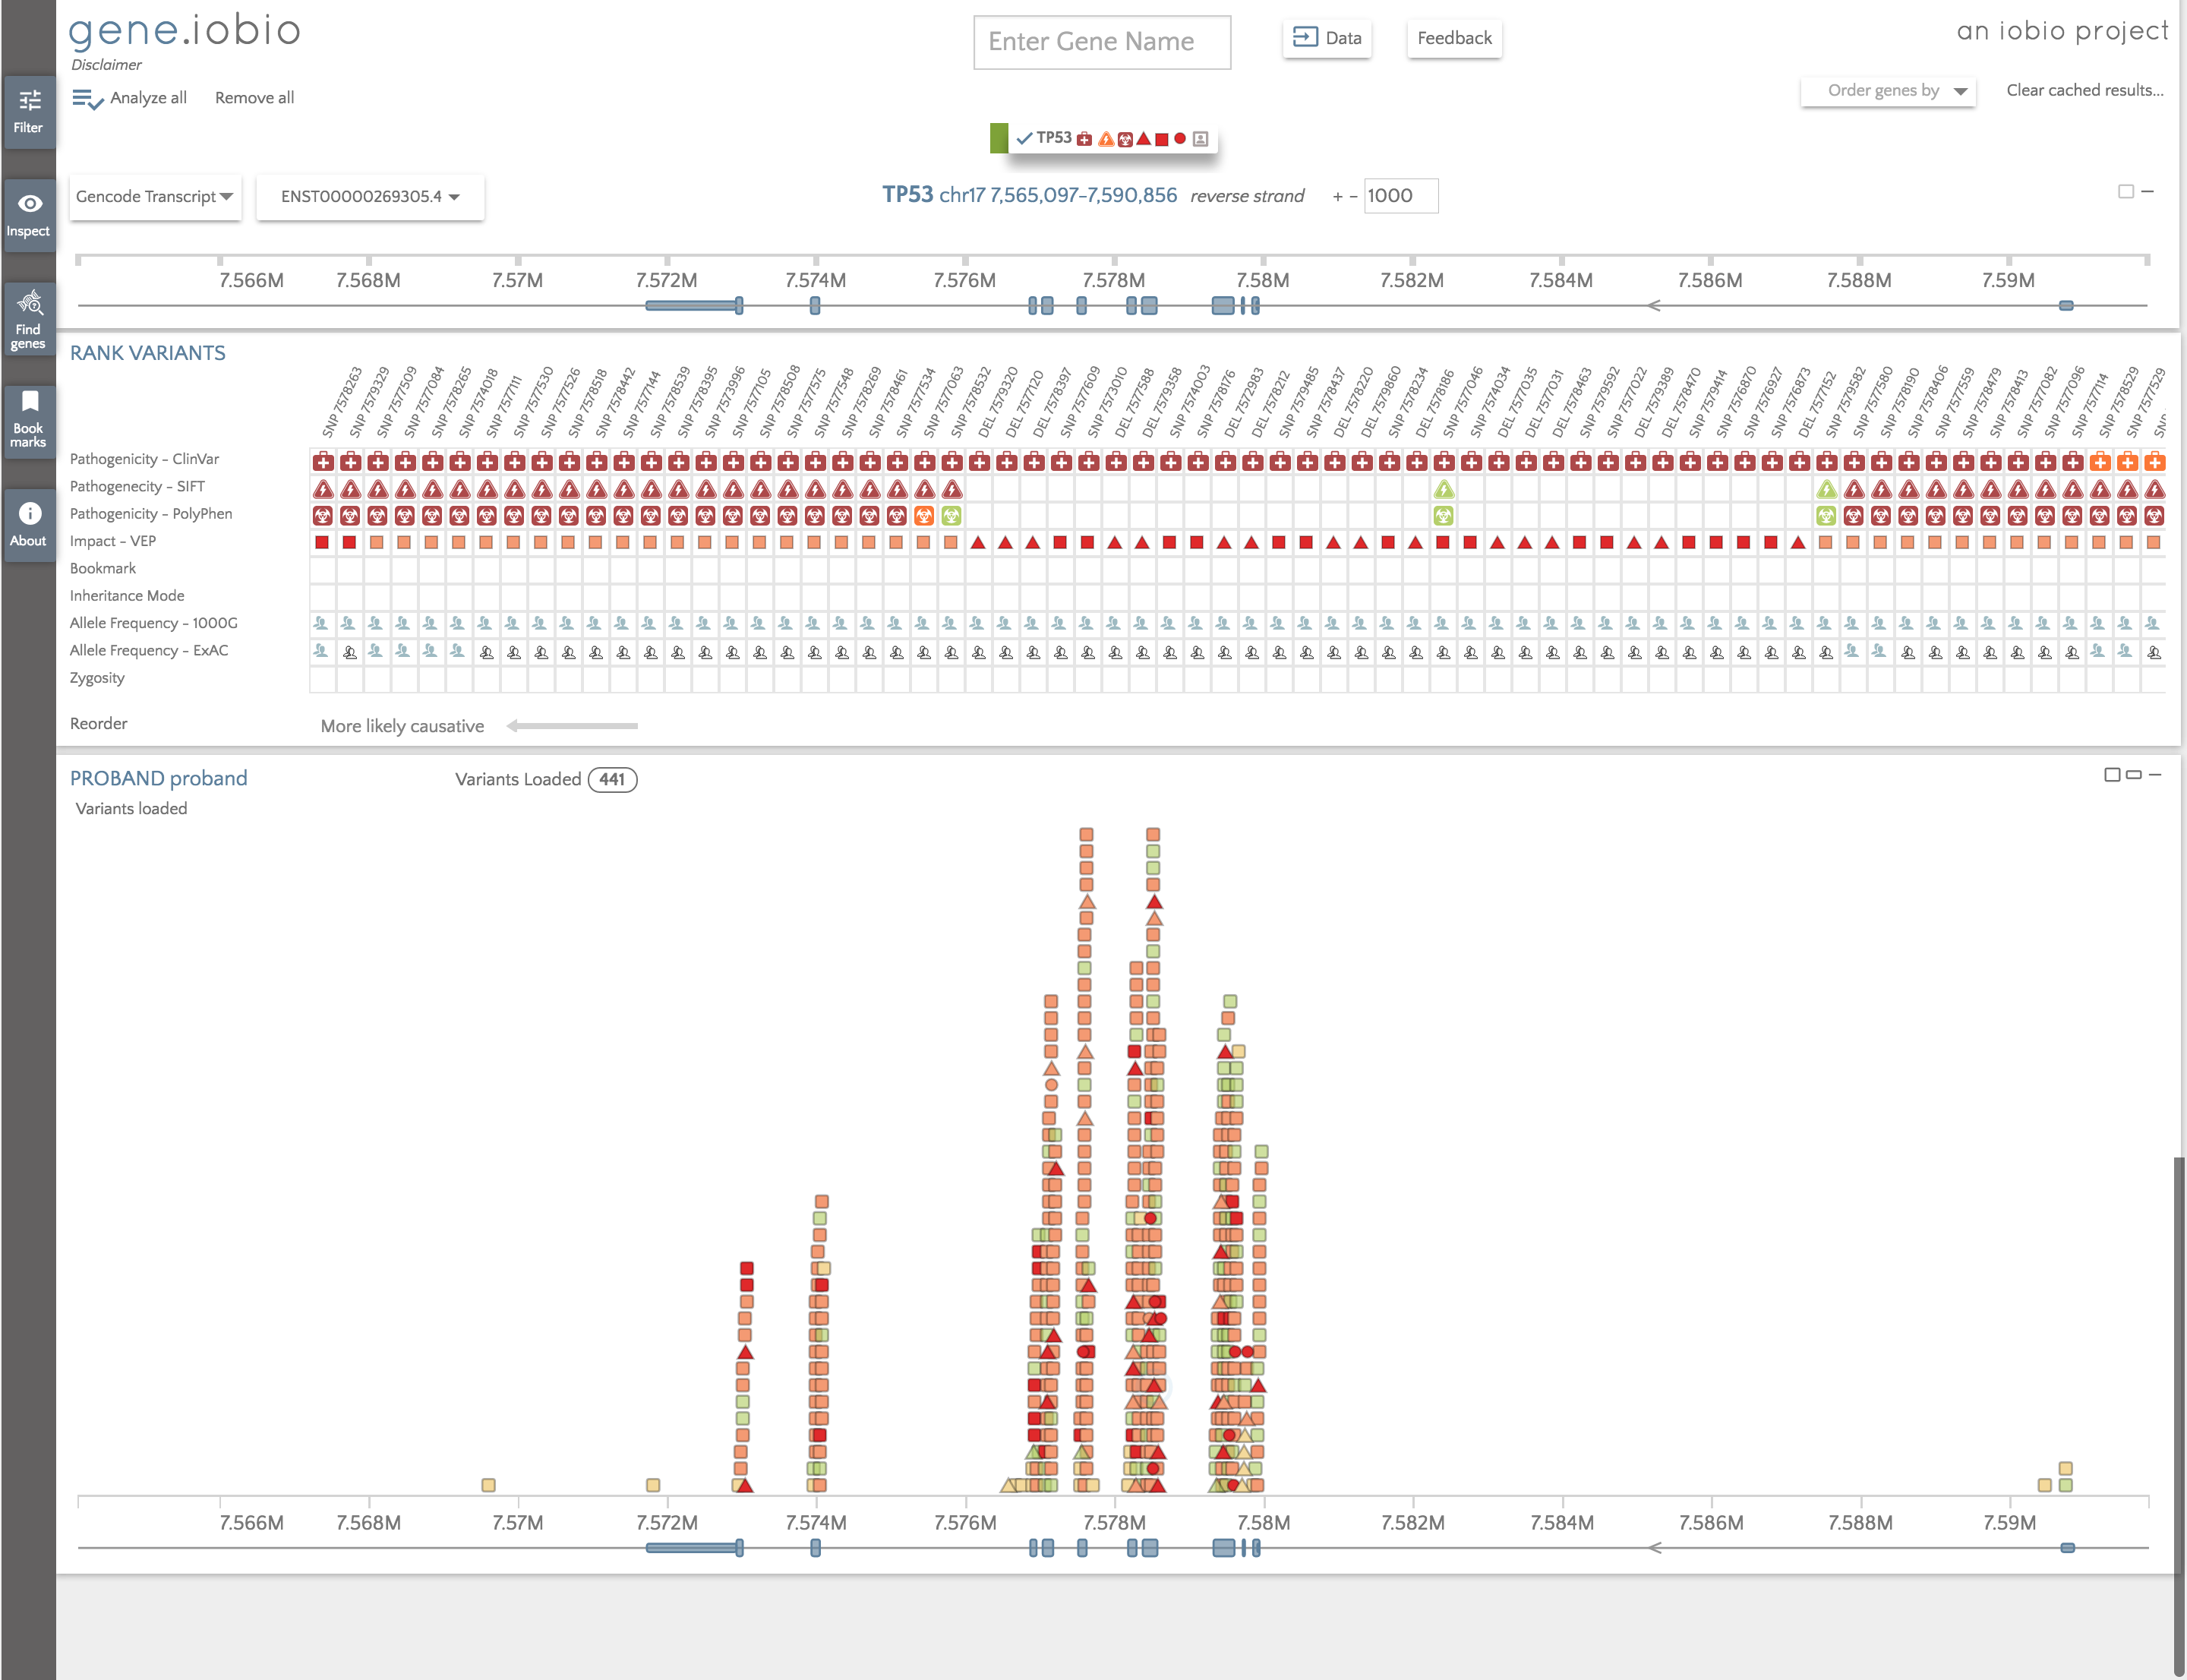 gene.iobio
Enter Gene Name
Data
Feedback
an iobio project
Disclaimer
Analyze all
Remove all
Order genes by
Clear cached results...
Filter
TP53
Gencode Transcript
ENST00000269305.4
TP53 chr17 7,565,097-7,590,856 reverse strand + - 1000
Inspect
7.566M 7.568M 7.57M 7.572M 7.574M 7.576M 7.578M 7.58M 7.582M 7.584M 7.586M 7.588M 7.59M
Find
genes
RANK VARIANTS
SNP 7578263
SNP 7579329
SNP 7577509
SNP 7577084
SNP 7578265
SNP 7574018
SNP 7577111
SNP 7577530
SNP 7577526
SNP 7578518
SNP 7578442
SNP 7577144
SNP 7578539
SNP 7578395
SNP 7573996
SNP 7577105
SNP 7578508
SNP 7577575
SNP 7577548
SNP 7578269
SNP 7578461
SNP 7577534
SNP 7577063
SNP 7578532
DEL 7579320
DEL 7577120
DEL 7578397
SNP 7577609
SNP 7573010
DEL 7577588
DEL 7579358
SNP 7574003
SNP 7578176
DEL 7572983
DEL 7578212
SNP 7579485
SNP 7578437
DEL 7578220
DEL 7579860
SNP 7578234
DEL 7578186
SNP 7577046
SNP 7574034
DEL 7577035
DEL 7577031
DEL 7578463
SNP 7579592
SNP 7577022
DEL 7579389
DEL 7578470
SNP 7579414
SNP 7576870
SNP 7576927
SNP 7576873
DEL 7577152
SNP 7579582
SNP 7577580
SNP 7578190
SNP 7578406
SNP 7577559
SNP 7578479
SNP 7578413
SNP 7577082
SNP 7577096
SNP 7577114
SNP 7578529
SNP 7577529
SNP
Book
marks
Pathogenicity - ClinVar
Pathogenecity - SIFT
Pathogenicity - PolyPhen
Impact - VEP
About
Bookmark
Inheritance Mode
Allele Frequency - 1000G
Allele Frequency - ExAC
Zygosity
Reorder
More likely causative
PROBAND proband
Variants Loaded 441
Variants loaded
7.566M 7.568M 7.57M 7.572M 7.574M 7.576M 7.578M 7.58M 7.582M 7.584M 7.586M 7.588M 7.59M